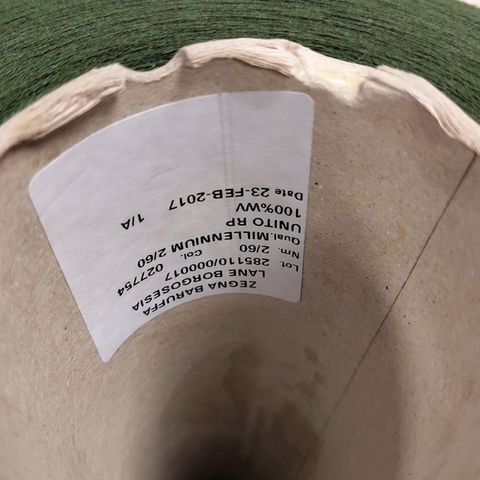 ZEGNA BARUFFA
LANE BORGOSESIA
Lot. 285110/000017 Col. 027754
Nm. 2/60
Qual. MILLENNIUM 2/60
UNITO RP
100%WV
Date 23-FEB-2017 1/A